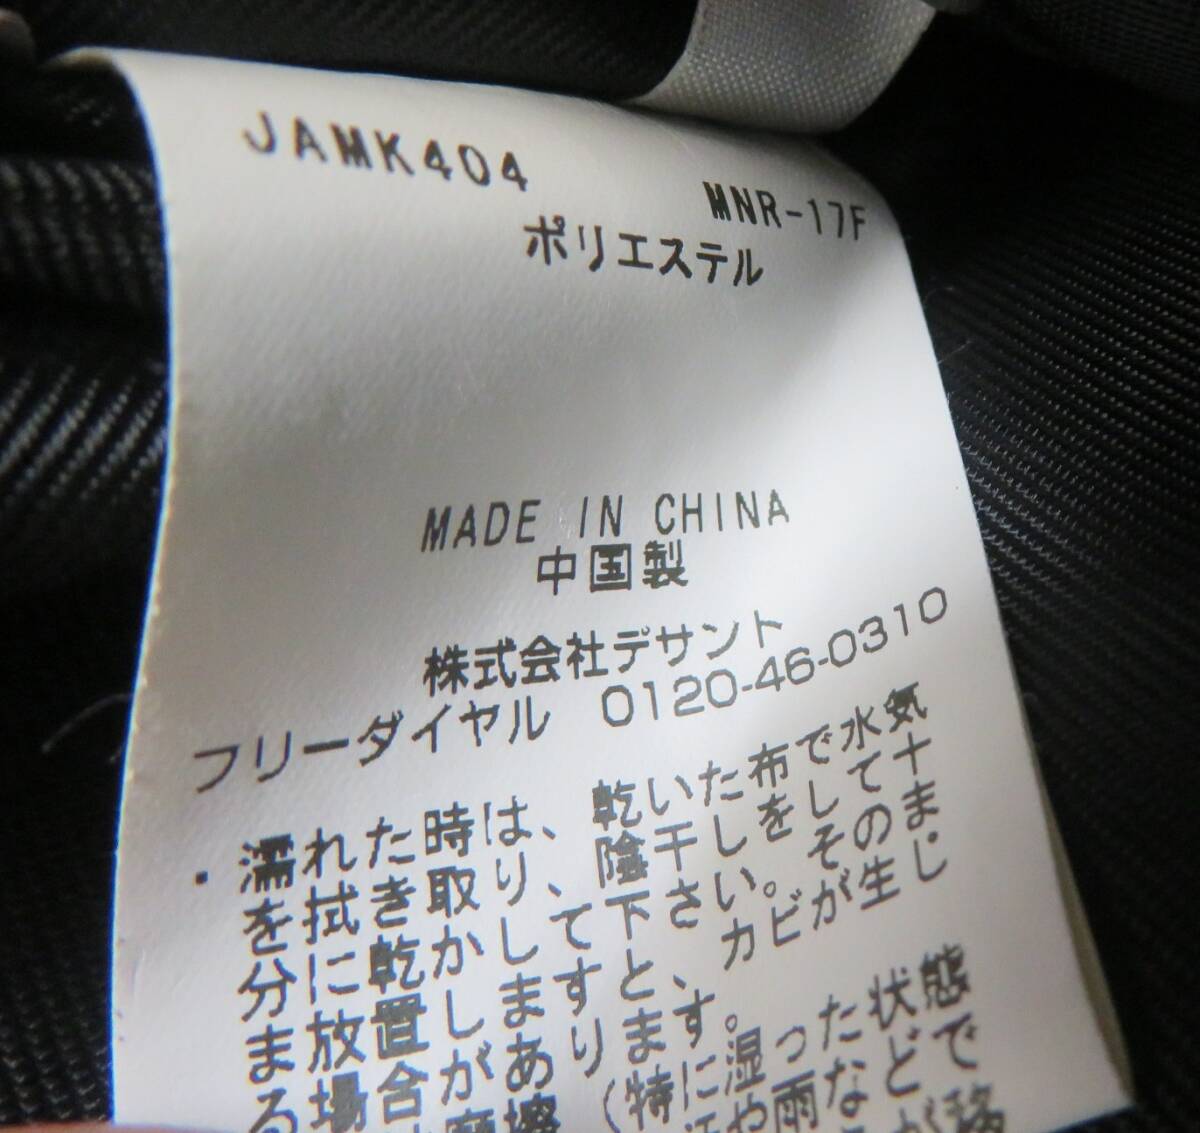 JAMK404
MNR-17F
ポリエステル
MADE IN CHINA
中国製
株式会社デサント
フリーダイヤル 0120-46-0310
・濡れた時は、乾いた布で水気
を拭き取り、陰干しをして十
分に乾かして下さい。そのま
ま放置しますと、カビが生じ
る場合があります。
(特に湿った状態
や雨などで